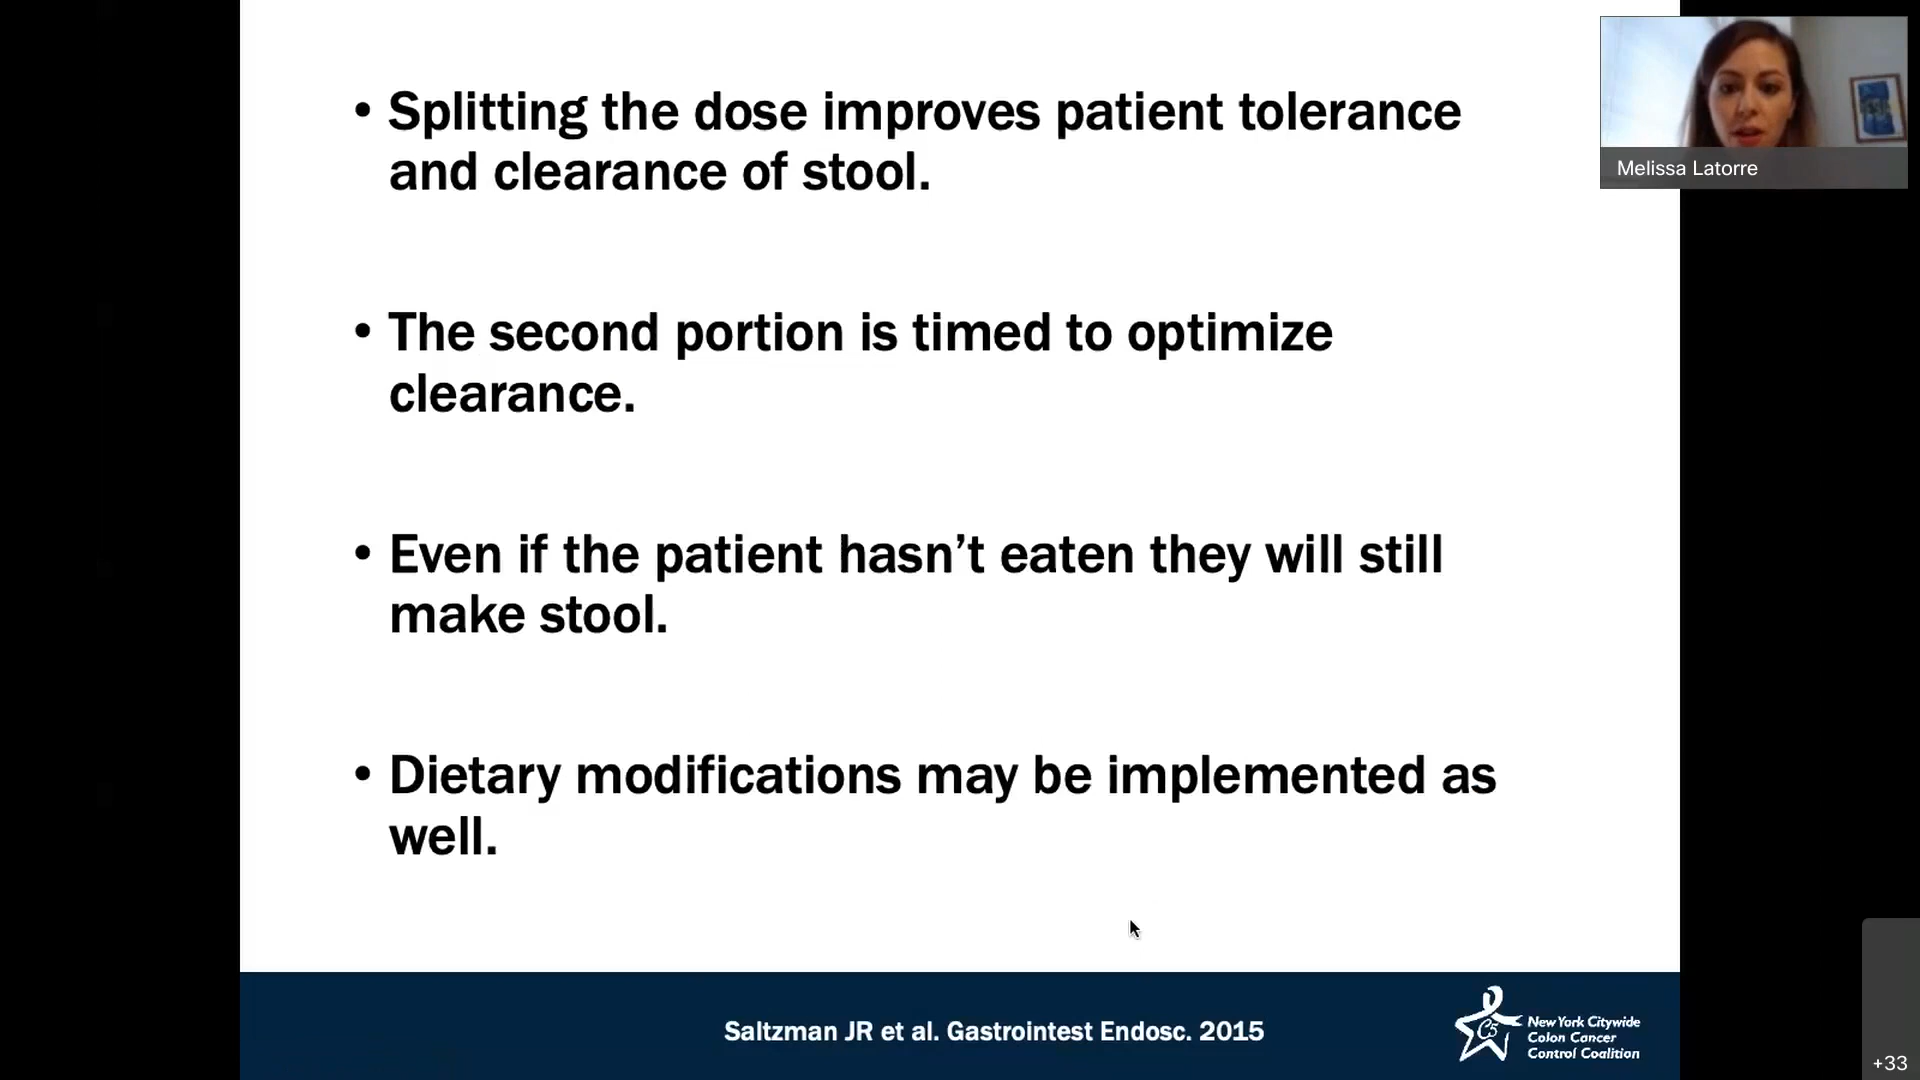 • Splitting the dose improves patient tolerance
and clearance of stool.
• The second portion is timed to optimize
clearance.
• Even if the patient hasn’t eaten they will still
make stool.
• Dietary modifications may be implemented as
well.
Saltzman JR et al. Gastrointest Endosc. 2015
C5
New York Citywide
Colon Cancer
Control Coalition
Melissa Latorre
+33